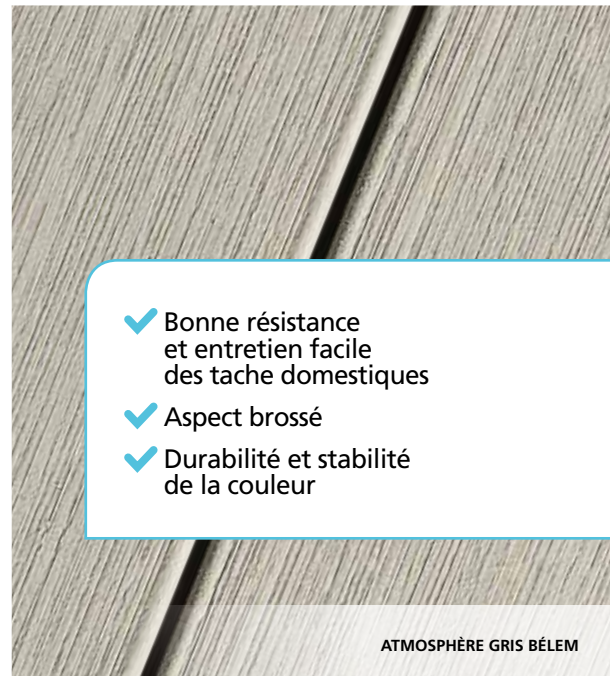 Bonne résistance
et entretien facile
des tache domestiques
Aspect brossé
Durabilité et stabilité
de la couleur
ATMOSPHÈRE GRIS BÉLEM